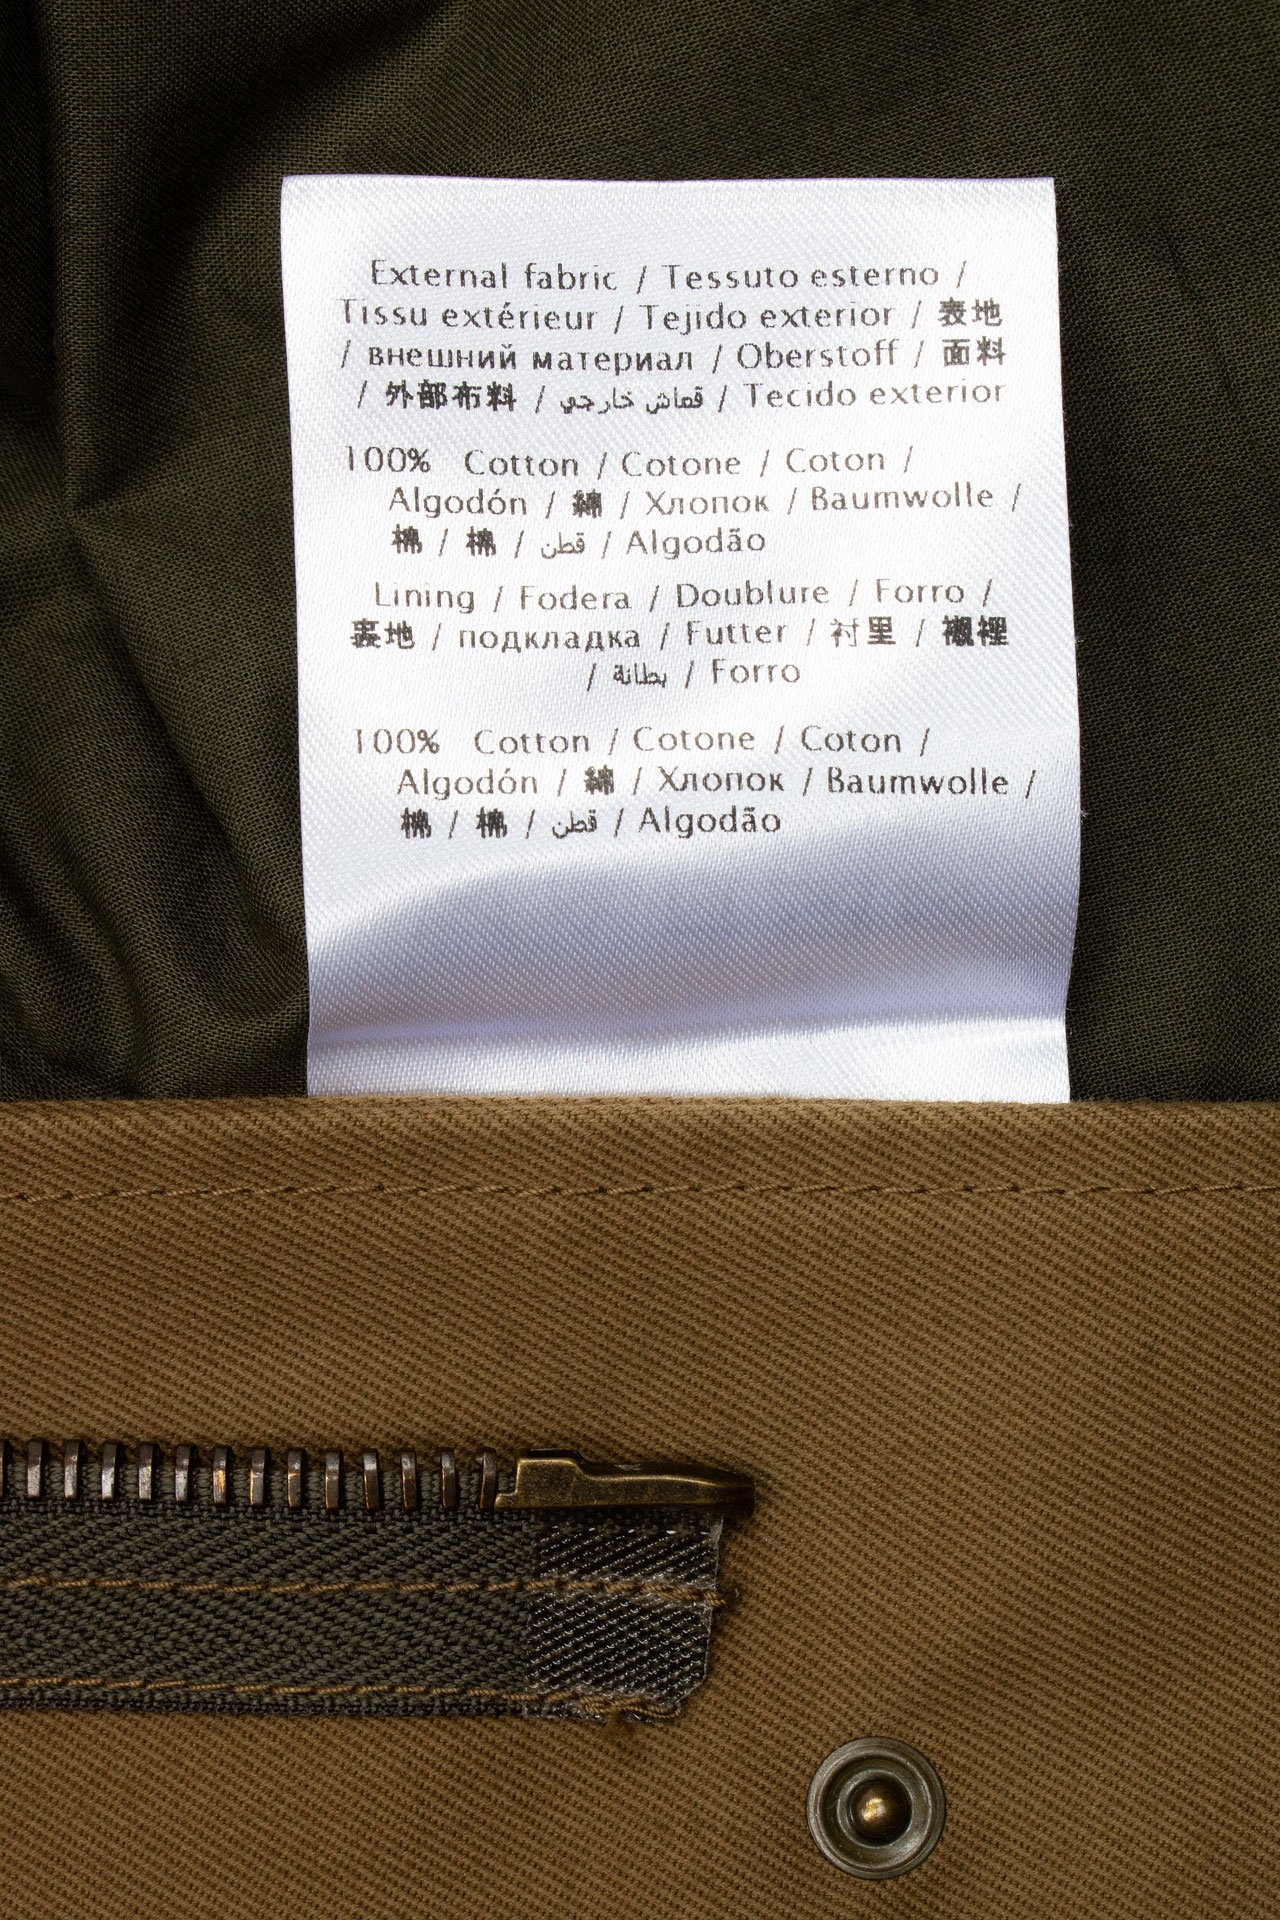 External fabric / Tessuto esterno /
Tissu extérieur / Tejido exterior / 表地
/ внешний материал / Oberstoff / 面料
/ 外部布料 / قماش خارجي / Tecido exterior
100% Cotton / Cotone / Coton /
Algodón / 綿 / Хлопок / Baumwolle /
棉 / 棉 / قطن / Algodão
Lining / Fodera / Doublure / Forro /
裏地 / подкладка / Futter / 衬里 / 襯裡
/ بطانة / Forro
100% Cotton / Cotone / Coton /
Algodón / 綿 / Хлопок / Baumwolle /
棉 / 棉 / قطن / Algodão